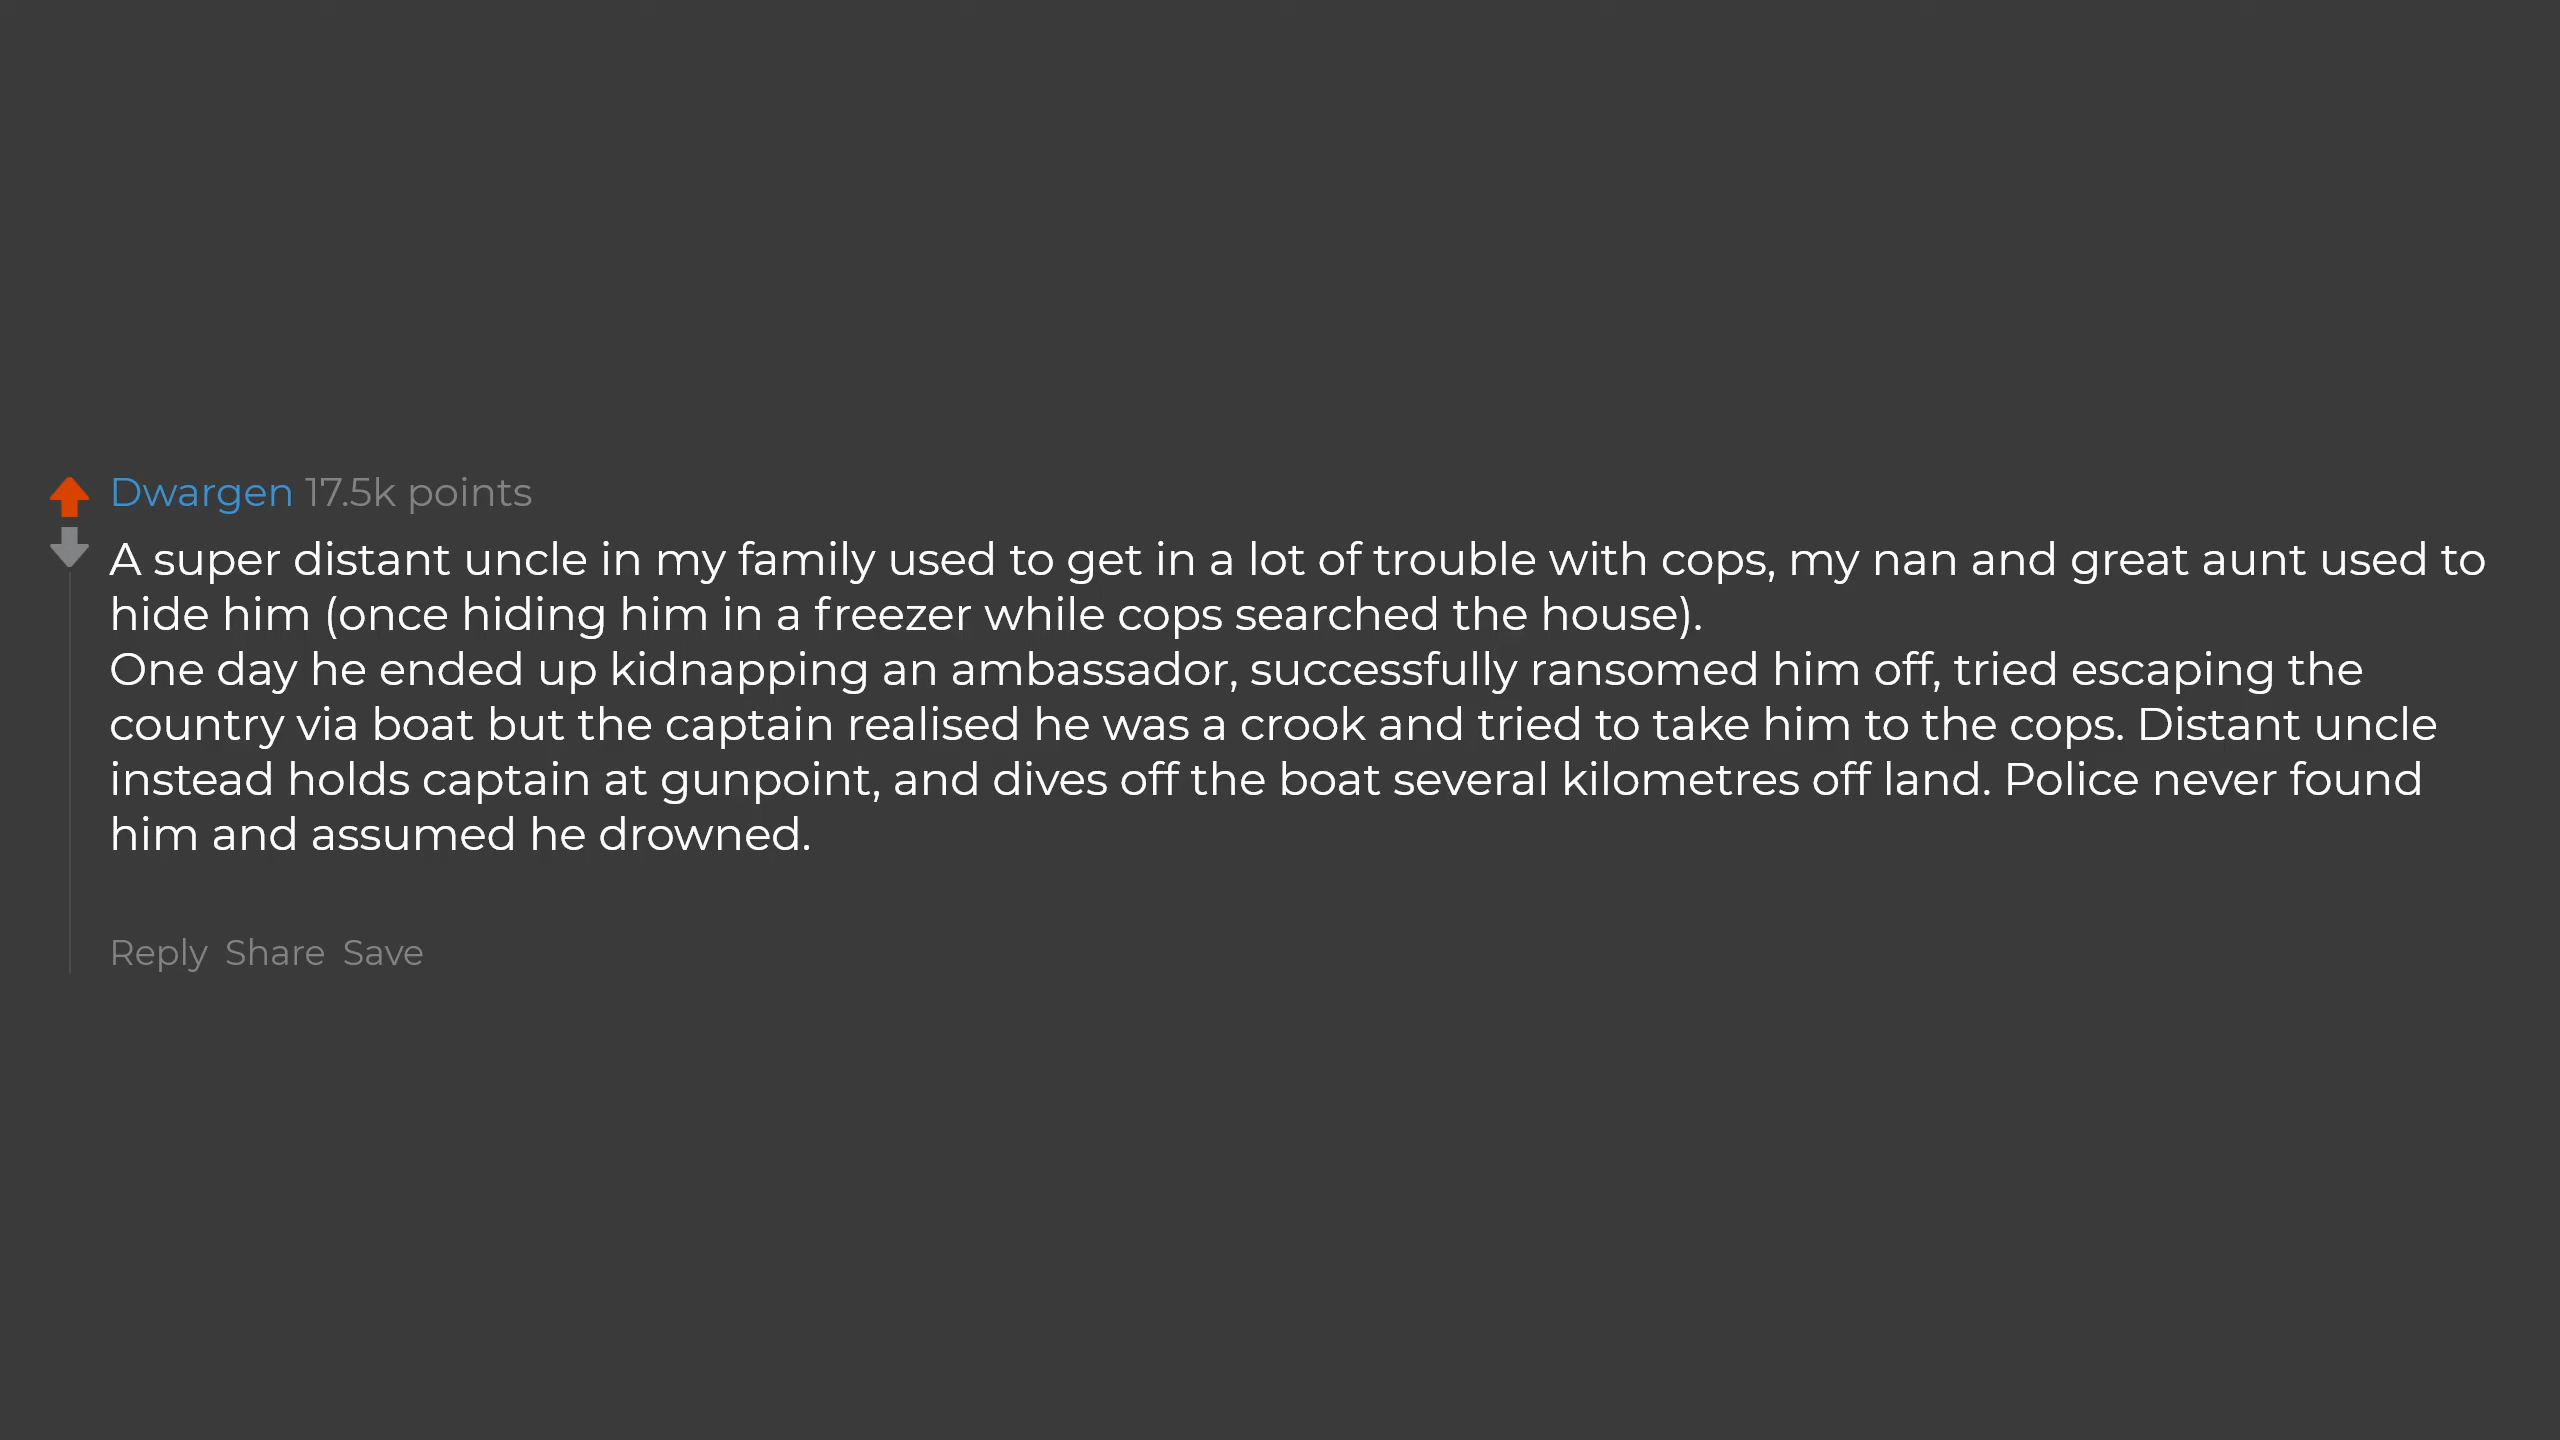 Dwargen 17.5k points
A super distant uncle in my family used to get in a lot of trouble with cops, my nan and great aunt used to
hide him (once hiding him in a freezer while cops searched the house).
One day he ended up kidnapping an ambassador, successfully ransomed him off, tried escaping the
country via boat but the captain realised he was a crook and tried to take him to the cops. Distant uncle
instead holds captain at gunpoint, and dives off the boat several kilometres off land. Police never found
him and assumed he drowned.
Reply Share Save